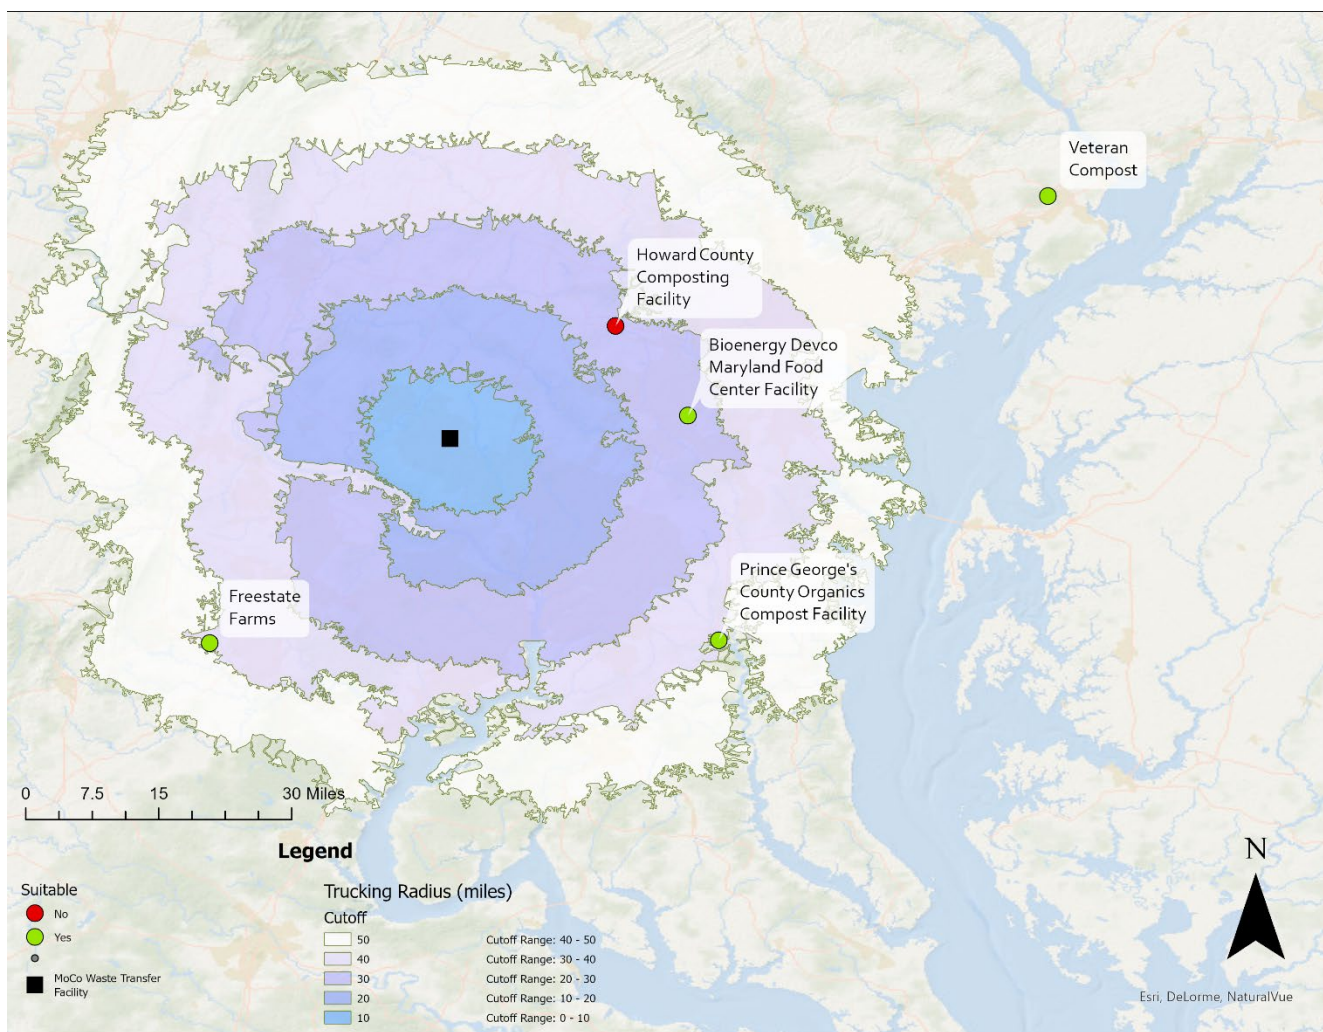 Veteran
Compost
Howard County
Composting
Facility
Bioenergy Devco
Maryland Food
Center Facility
Prince George's
County Organics
Compost Facility
Freestate
Farms
0 7.5 15 30 Miles
Legend
Suitable
No
Yes
MoCo Waste Transfer
Facility
Trucking Radius (miles)
Cutoff
50 Cutoff Range: 40 - 50
40 Cutoff Range: 30 - 40
30 Cutoff Range: 20 - 30
20 Cutoff Range: 10 - 20
10 Cutoff Range: 0 - 10
N
Esri, DeLorme, NaturalVue